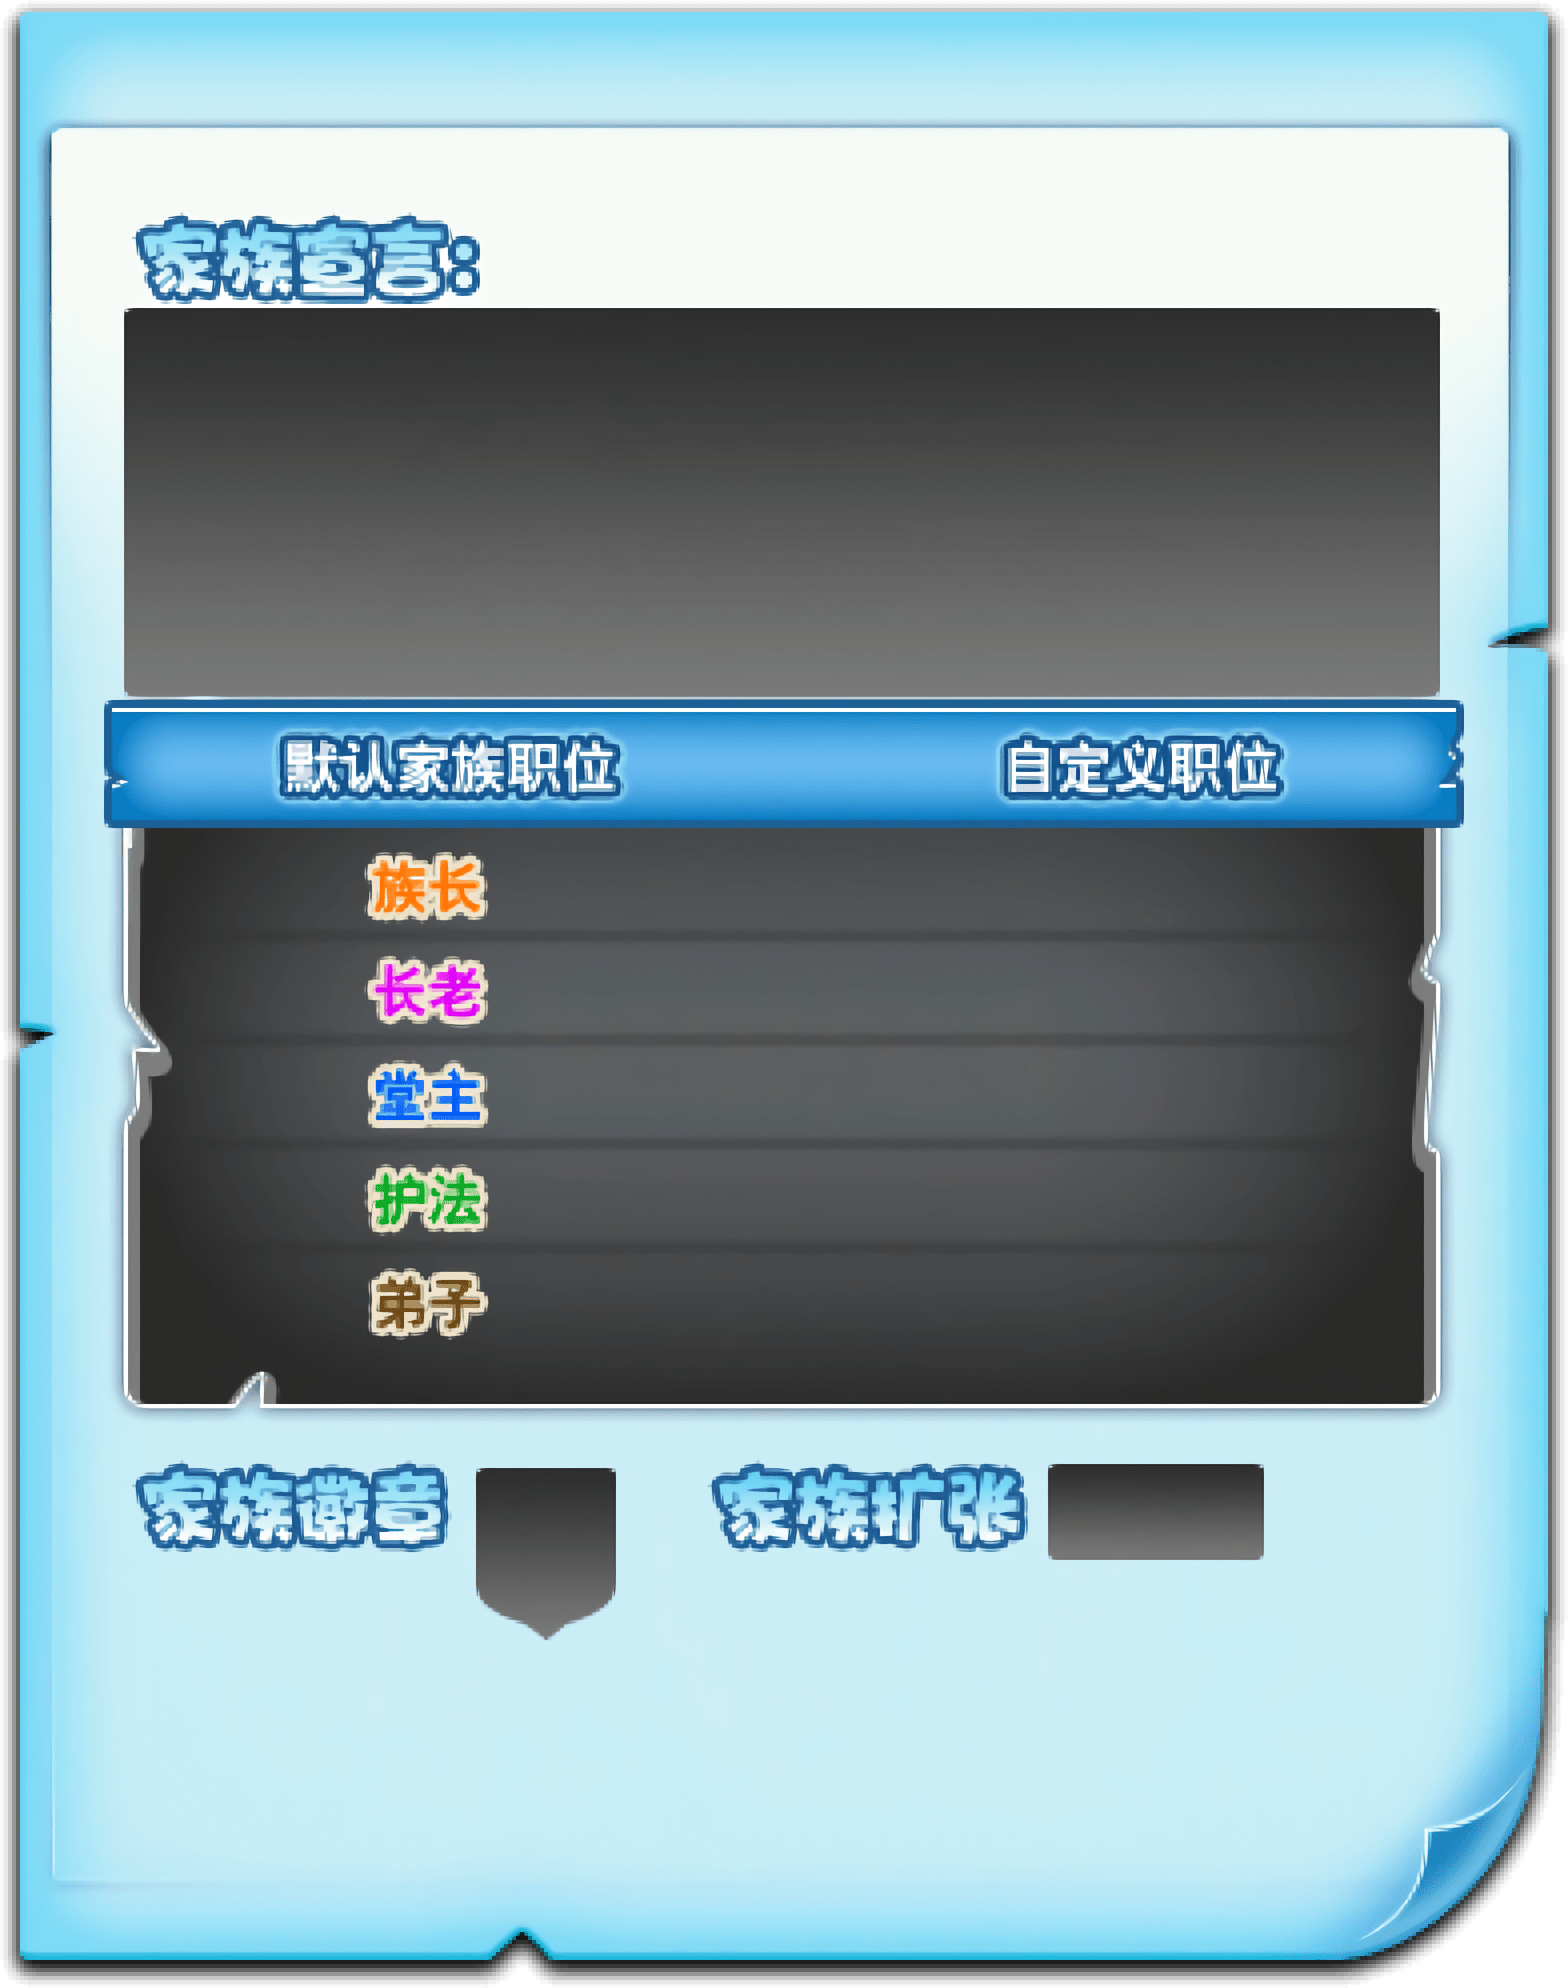 家族宣言:
默认家族职位 自定义职位
族长
长老
堂主
护法
弟子
家族徽章 家族扩张